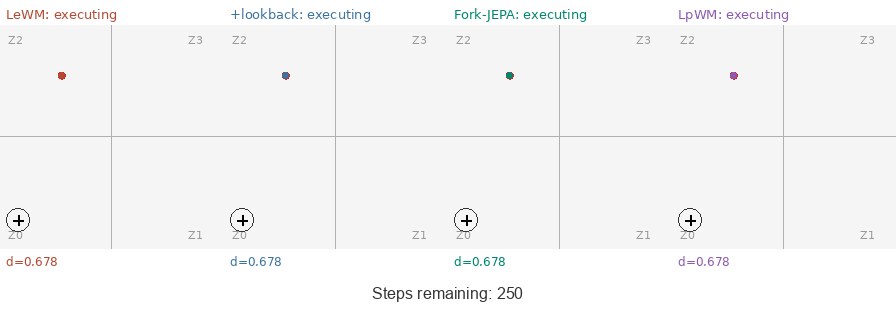 LeWM: executing +lookback: executing Fork-JEPA: executing LpWM: executing
Z2 Z3 Z2 Z3 Z2 Z3 Z2 Z3
Z0 Z1 Z0 Z1 Z0 Z1 Z0 Z1
d=0.678 d=0.678 d=0.678 d=0.678
Steps remaining: 250